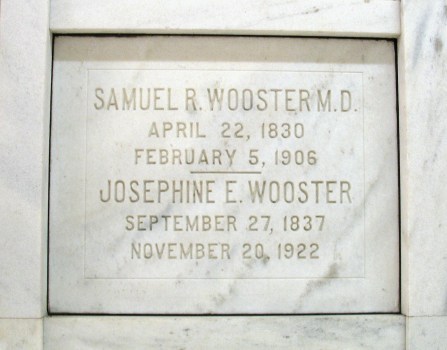 SAMUEL R. WOOSTER M.D.
APRIL 22, 1830
FEBRUARY 5, 1906
JOSEPHINE E. WOOSTER
SEPTEMBER 27, 1837
NOVEMBER 20, 1922